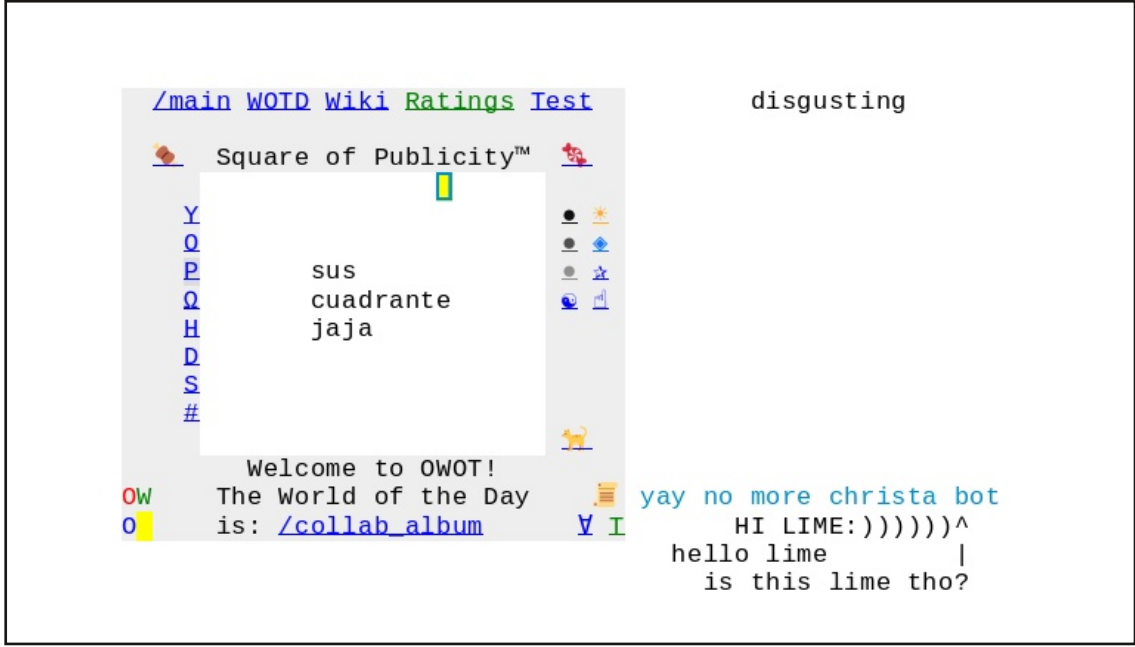 /main WOTD Wiki Ratings Test
disgusting
Square of Publicity™
Y
O
P
Ω
H
D
S
#
sus
cuadrante
jaja
Welcome to OWOT!
OW The World of the Day
yay no more christa bot
O is: /collab_album ∀ I
HI LIME:))))))^
hello lime |
is this lime tho?